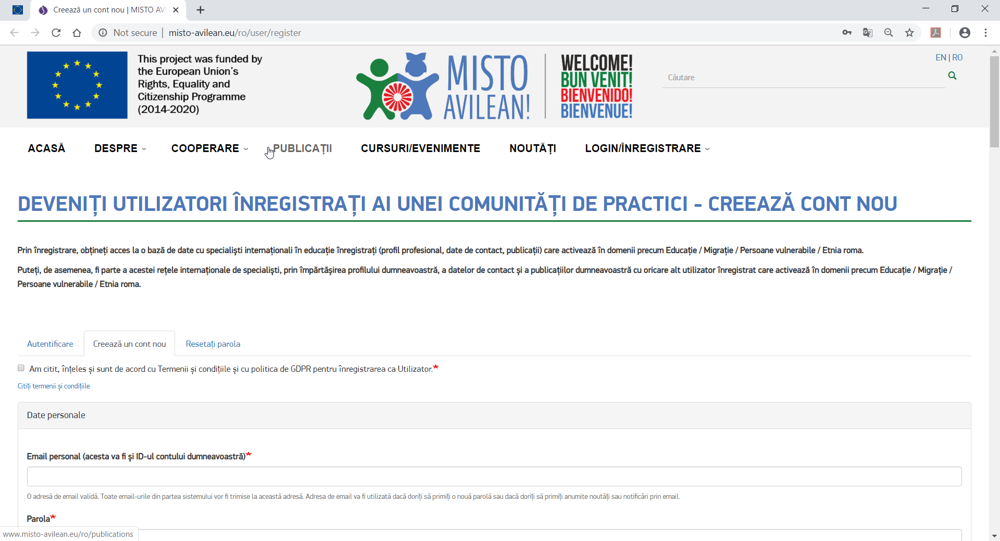 Creează un cont nou | MISTO AVI
Not secure | misto-avilean.eu/ro/user/register
This project was funded by
the European Union's
Rights, Equality and
Citizenship Programme
(2014-2020)
MISTO
AVILEAN!
WELCOME!
BUN VENIT!
BIENVENIDO!
BIENVENUE!
Căutare
EN | RO
ACASĂ DESPRE COOPERARE PUBLICAȚII CURSURI/EVENIMENTE NOUTĂȚI LOGIN/ÎNREGISTRARE
DEVENIȚI UTILIZATORI ÎNREGISTRAȚI AI UNEI COMUNITĂȚI DE PRACTICI - CREEAZĂ CONT NOU
Prin înregistrare, obțineți acces la o bază de date cu specialiști internaționali în educație înregistrați (profil profesional, date de contact, publicații) care activează în domenii precum Educație / Migrație / Persoane vulnerabile / Etnia roma.
Puteți, de asemenea, fi parte a acestei rețele internaționale de specialiști, prin împărtășirea profilului dumneavoastră, a datelor de contact și a publicațiilor dumneavoastră cu oricare alt utilizator înregistrat care activează în domenii precum Educație / Migrație /
Persoane vulnerabile / Etnia roma.
Autentificare Creează un cont nou Resetați parola
Am citit, înțeles și sunt de acord cu Termenii și condițiile și cu politica de GDPR pentru înregistrarea ca Utilizator.*
Citiți termenii și condițiile
Date personale
Email personal (acesta va fi și ID-ul contului dumneavoastră)*
O adresă de email validă. Toate email-urile din partea sistemului vor fi trimise la această adresă. Adresa de email va fi utilizată dacă doriți să primiți o nouă parolă sau dacă doriți să primiți anumite noutăți sau notificări prin email.
Parola*
www.misto-avilean.eu/ro/publications